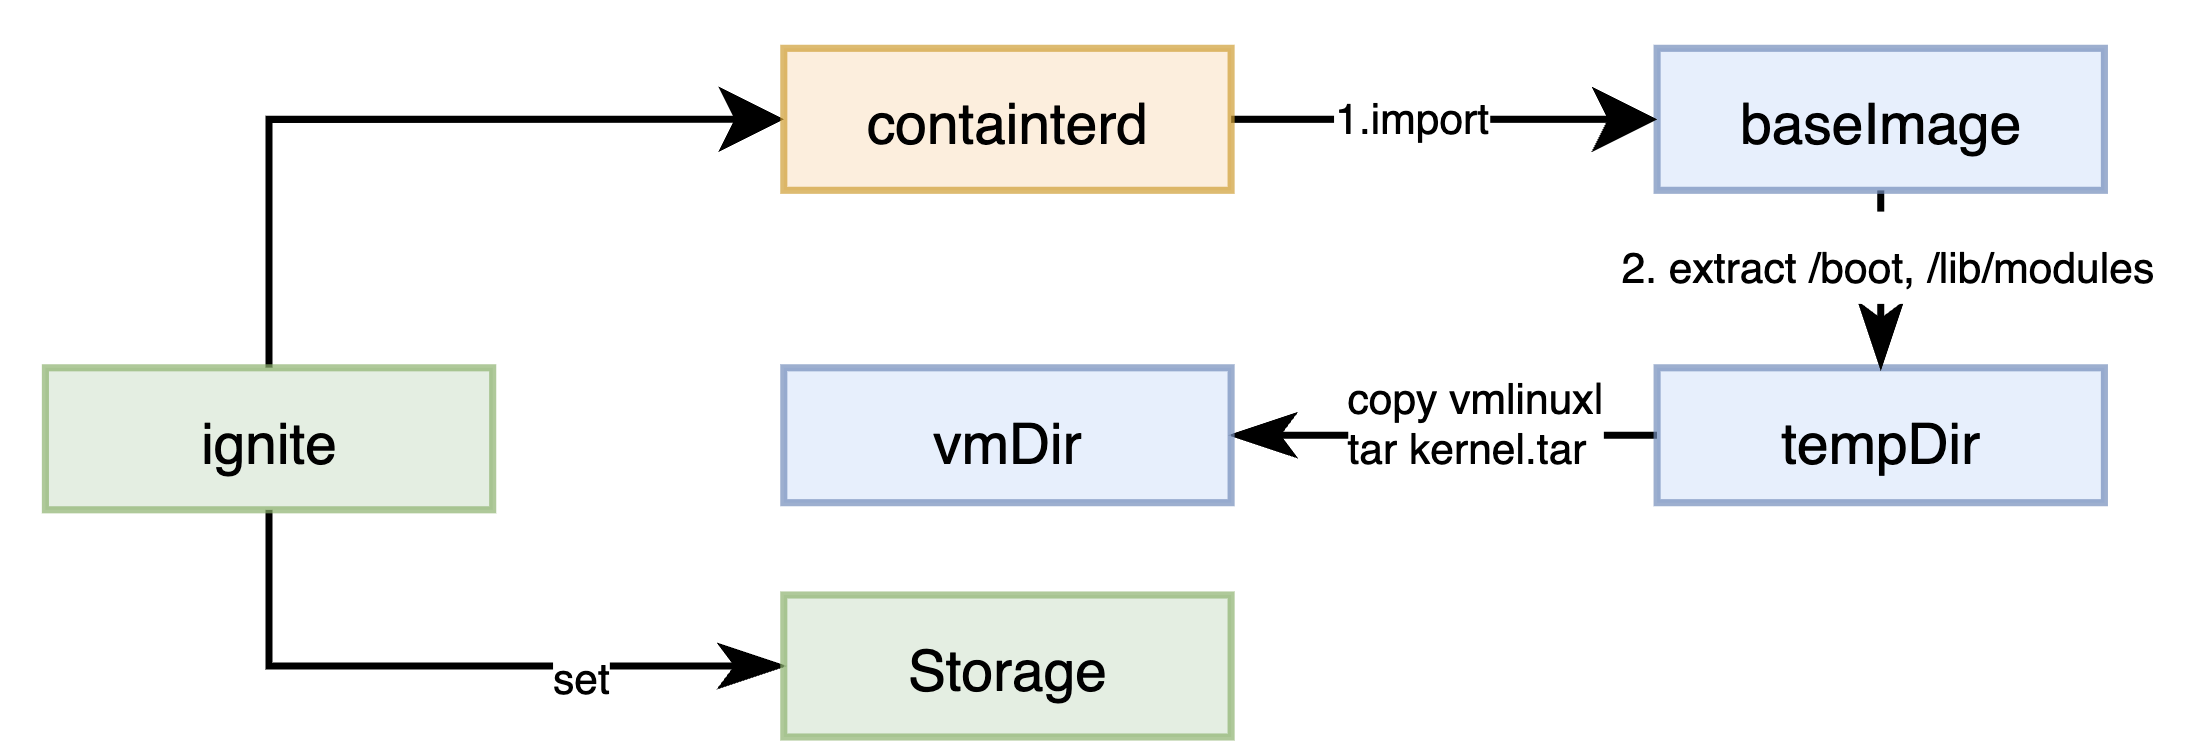 containterd
1.import
baseImage
2. extract /boot, /lib/modules
ignite
vmDir
copy vmlinuxl
tar kernel.tar
tempDir
set
Storage